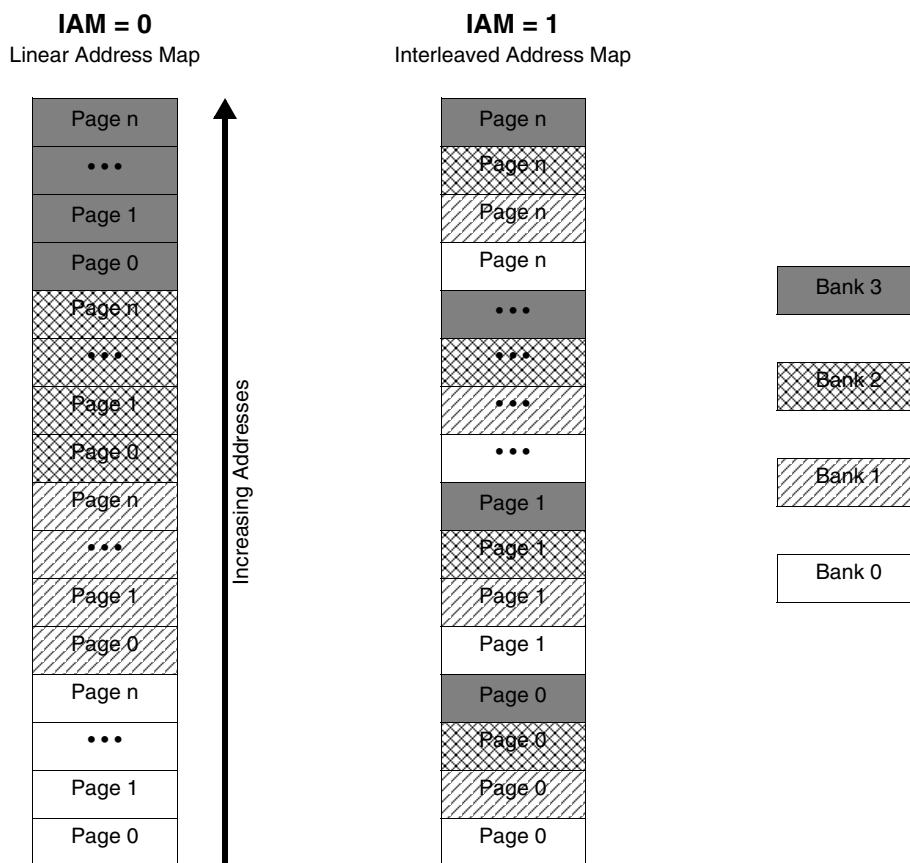 IAM = 0
Linear Address Map
Page n
•••
Page 1
Page 0
Page n
•••
Page 1
Page 0
Page n
•••
Page 1
Page 0
Page n
•••
Page 1
Page 0
Increasing Addresses
IAM = 1
Interleaved Address Map
Page n
Page n
Page n
Page n
•••
•••
•••
•••
Page 1
Page 1
Page 1
Page 1
Page 0
Page 0
Page 0
Page 0
Bank 3
Bank 2
Bank 1
Bank 0